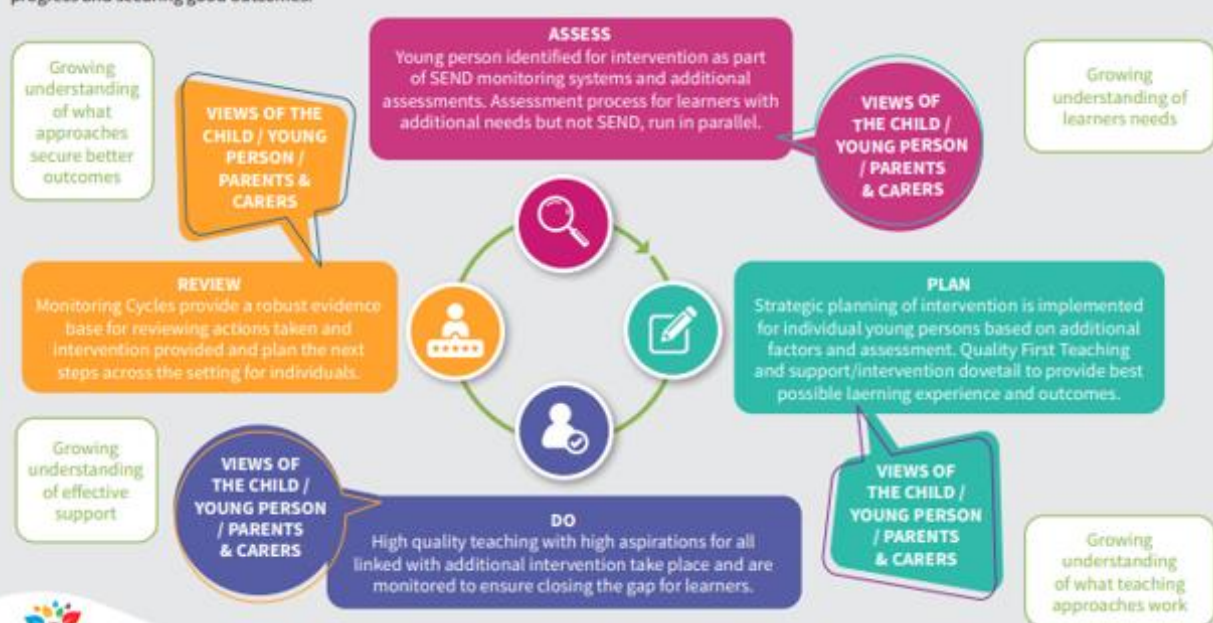 progress and securing good outcomes.
ASSESS
Young person identified for intervention as part
of SEND monitoring systems and additional
assessments. Assessment process for learners with
additional needs but not SEND, run in parallel.
Growing
understanding
of what
approaches
secure better
outcomes
VIEWS OF THE
CHILD / YOUNG
PERSON /
PARENTS &
CARERS
VIEWS OF
THE CHILD /
YOUNG PERSON
/ PARENTS
& CARERS
Growing
understanding of
learners needs
REVIEW
Monitoring Cycles provide a robust evidence
base for reviewing actions taken and
intervention provided and plan the next
steps across the setting for individuals.
PLAN
Strategic planning of intervention is implemented
for individual young persons based on additional
factors and assessment. Quality First Teaching
and support/intervention dovetail to provide best
possible laerning experience and outcomes.
Growing
understanding
of effective
support
VIEWS OF
THE CHILD /
YOUNG PERSON
/ PARENTS
& CARERS
DO
High quality teaching with high aspirations for all
linked with additional intervention take place and are
monitored to ensure closing the gap for learners.
VIEWS OF
THE CHILD /
YOUNG PERSON
/ PARENTS
& CARERS
Growing
understanding
of what teaching
approaches work